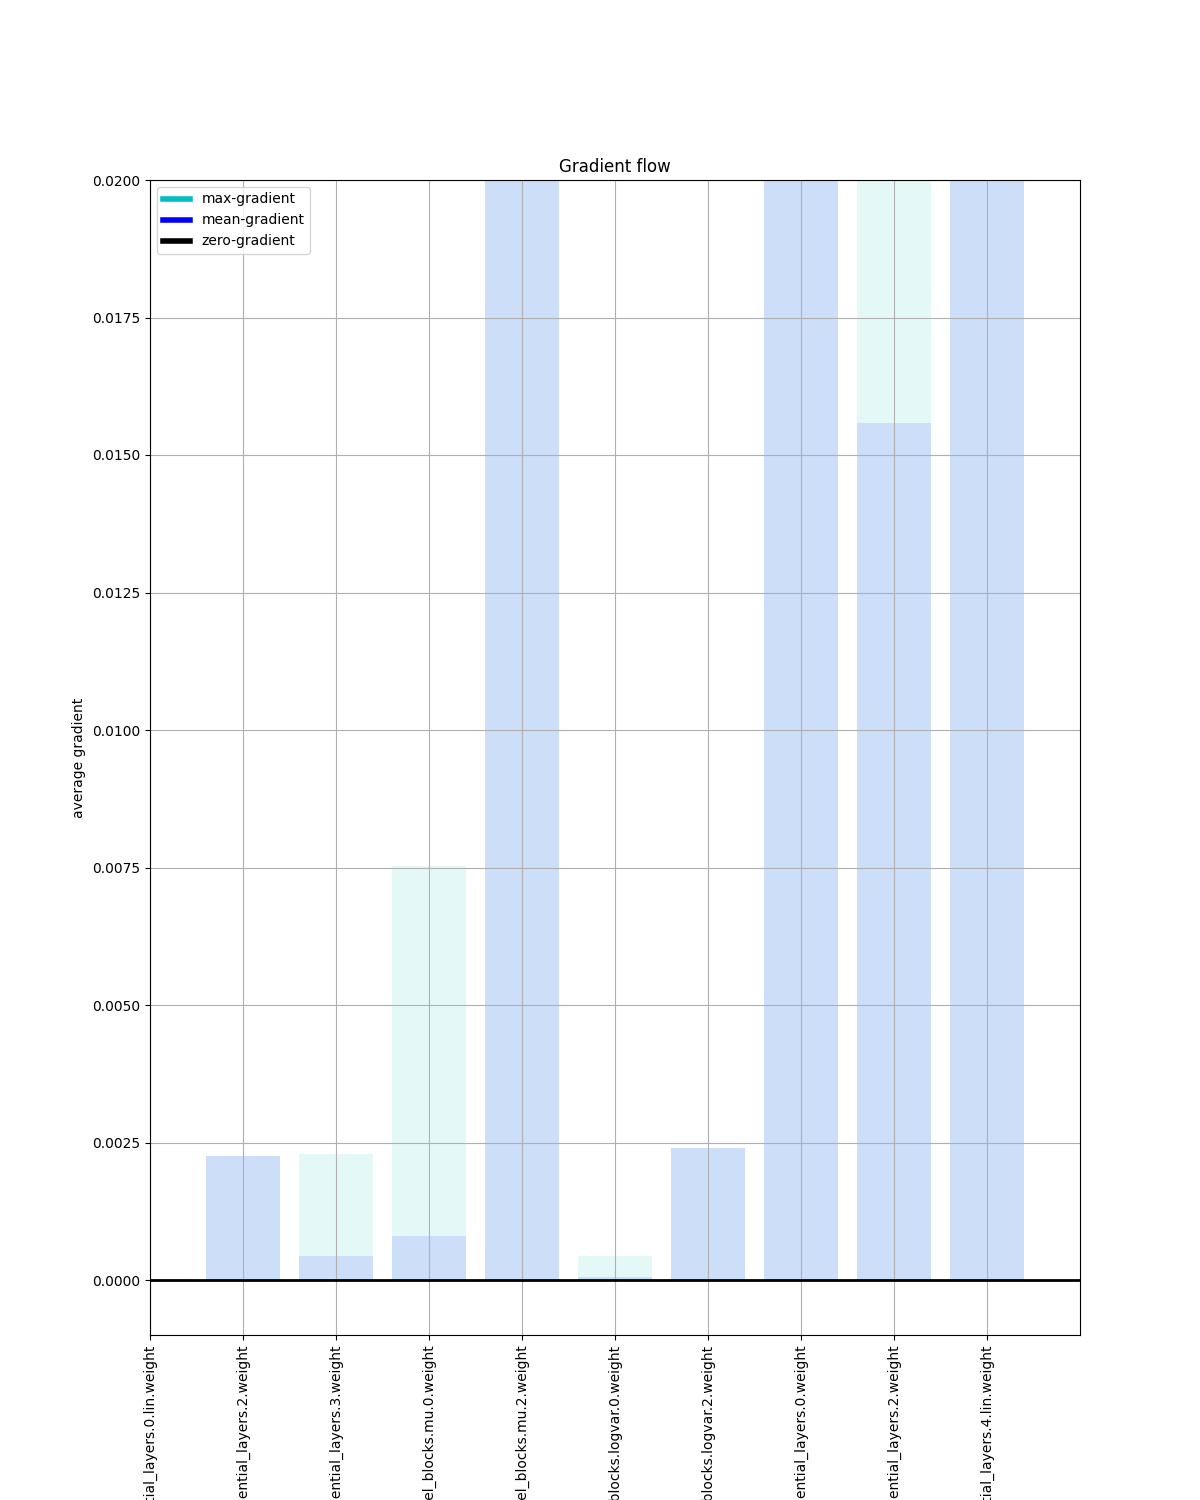 Gradient flow
max-gradient
mean-gradient
zero-gradient
average gradient
0.0200
0.0175
0.0150
0.0125
0.0100
0.0075
0.0050
0.0025
0.0000
tial_layers.0.lin.weight
ential_layers.2.weight
ential_layers.3.weight
el_blocks.mu.0.weight
el_blocks.mu.2.weight
blocks.logvar.0.weight
blocks.logvar.2.weight
ential_layers.0.weight
ential_layers.2.weight
tial_layers.4.lin.weight